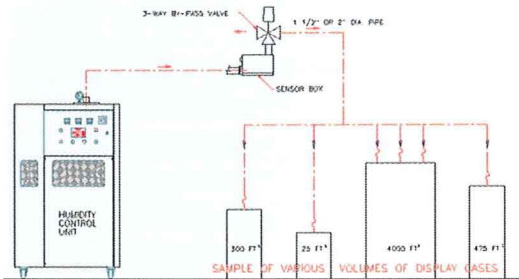 3-WAY BY-PASS VALVE
1 1/2" OR 2" DIA. PIPE
SENSOR BOX
HUMIDITY
CONTROL
UNIT
300 FT³
25 FT³
4000 FT³
475 FT³
SAMPLE OF VARIOUS VOLUMES OF DISPLAY CASES